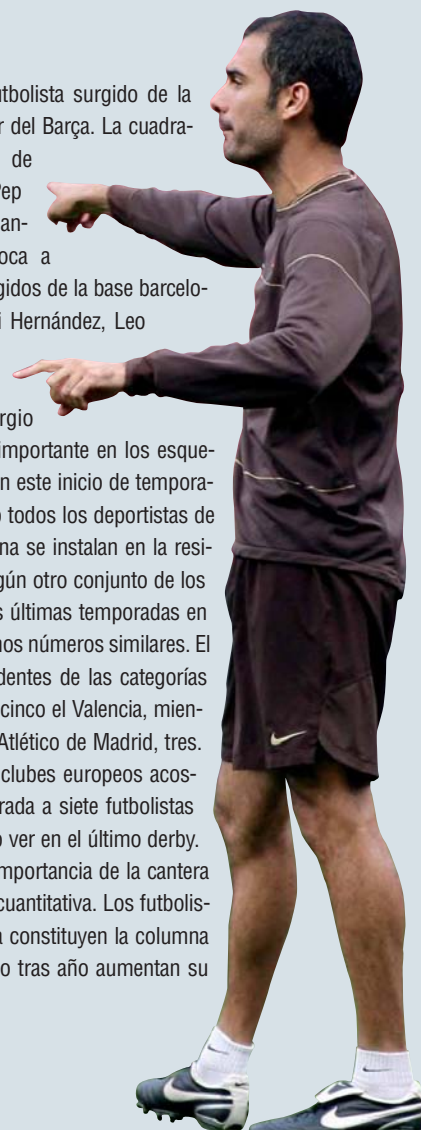 utbolista surgido de la
r del Barça. La cuadra-
de
Pep
an-
oca a
gidos de la base barcelo-
i Hernández, Leo
rgio
importante en los esque-
n este inicio de tempora-
o todos los deportistas de
na se instalan en la resi-
gún otro conjunto de los
s últimas temporadas en
nos números similares. El
dentes de las categorías
cinco el Valencia, mien-
Atlético de Madrid, tres.
clubes europeos acos-
rada a siete futbolistas
o ver en el último derby.
mportancia de la cantera
cuantitativa. Los futbolis-
a constituyen la columna
o tras año aumentan su